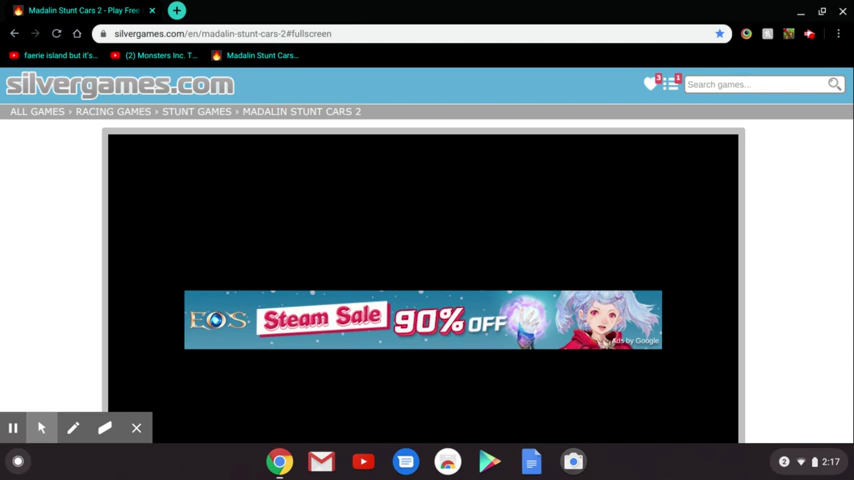 Madalin Stunt Cars 2 - Play Free
silvergames.com/en/madalin-stunt-cars-2#fullscreen
faerie island but it's... (2) Monsters Inc. T... Madalin Stunt Cars...
silvergames.com 3 1 Search games...
ALL GAMES › RACING GAMES › STUNT GAMES › MADALIN STUNT CARS 2
EOS Steam Sale 90% OFF
Ads by Google
2 2:17